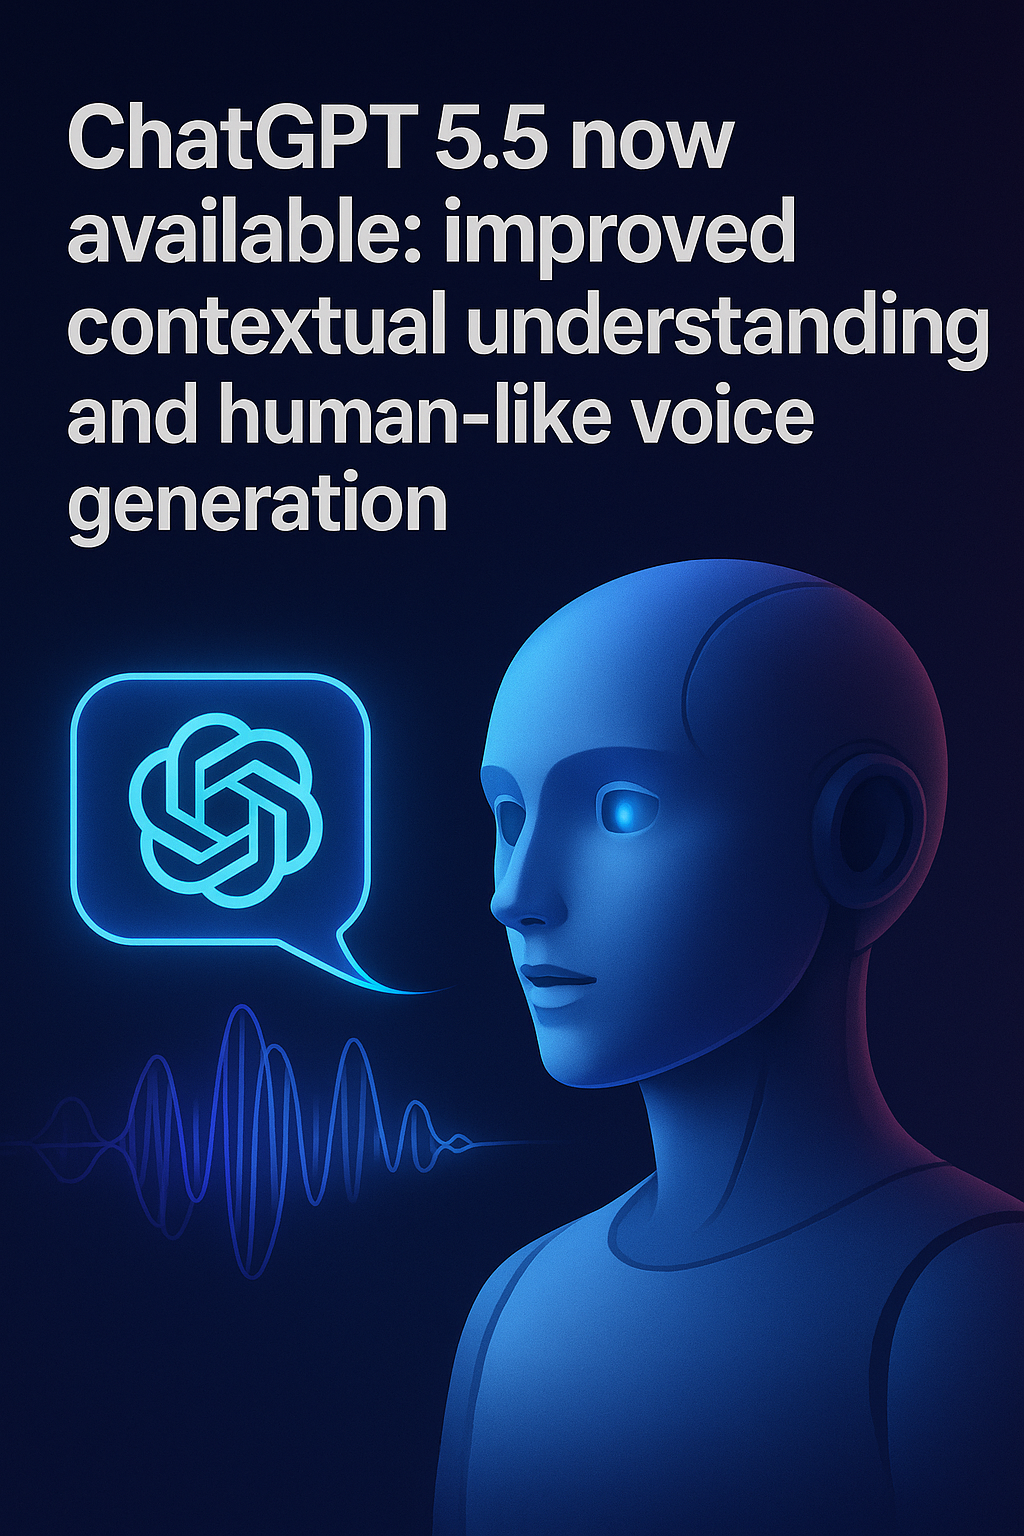 ChatGPT 5.5 now
available: improved
contextual understanding
and human-like voice
generation